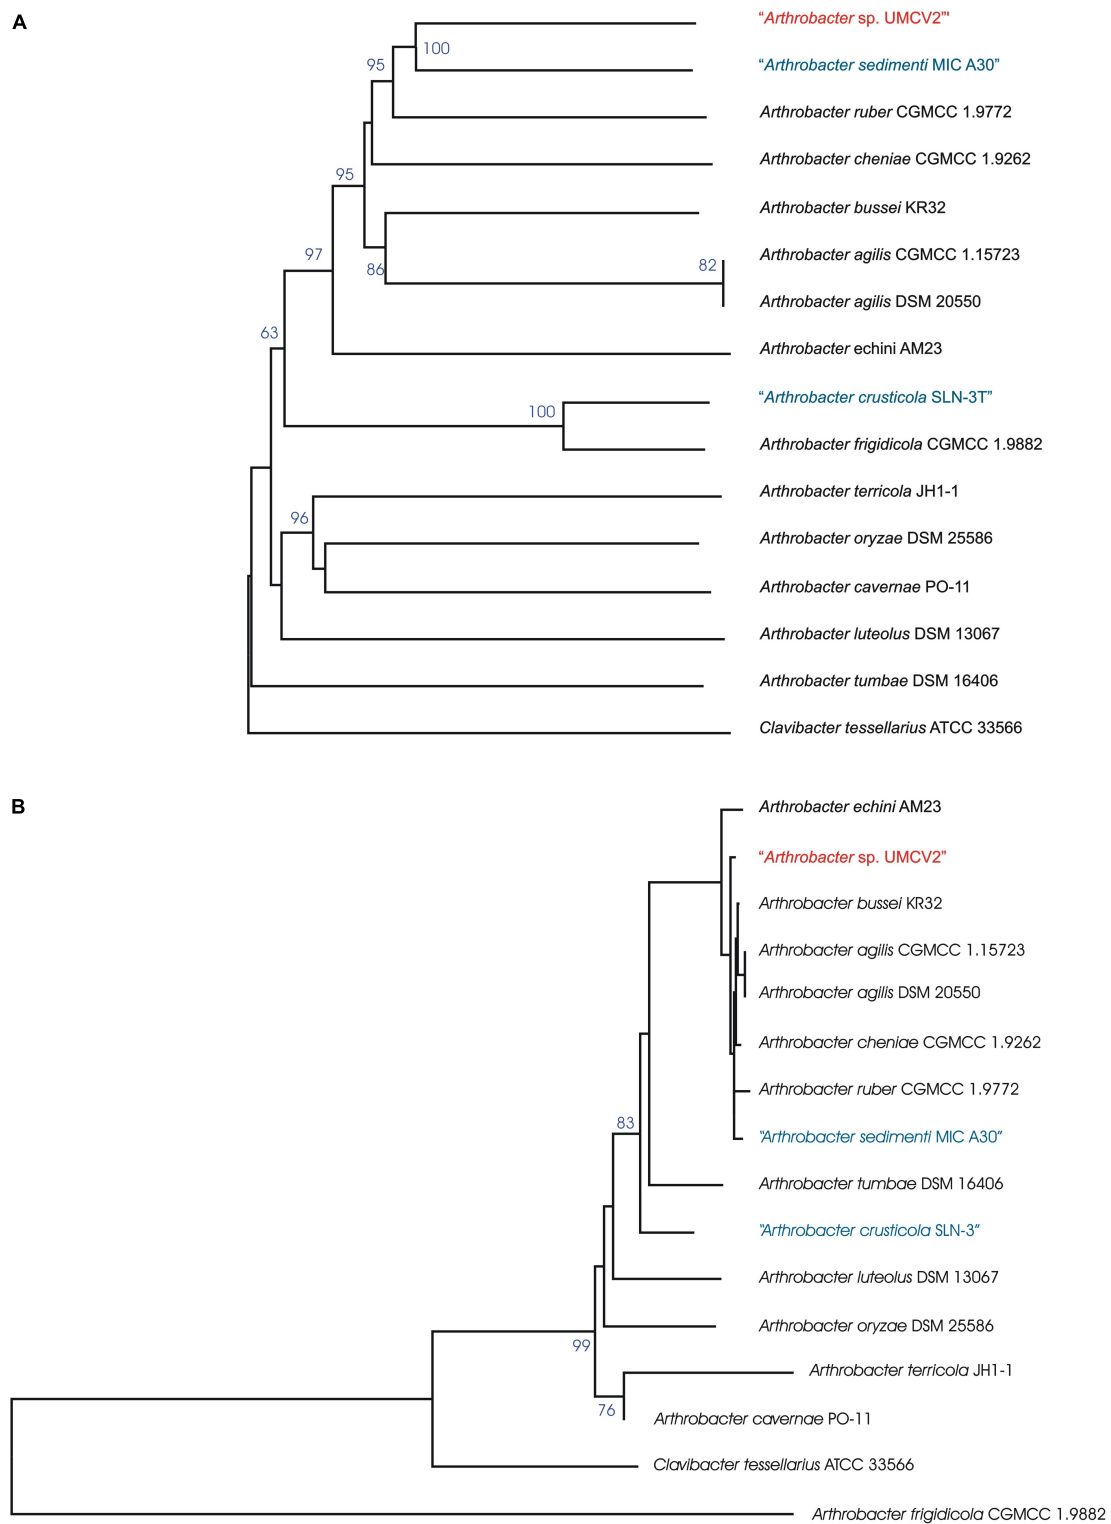 A
“Arthrobacter sp. UMCV2”'
100
95
“Arthrobacter sedimenti MIC A30”
Arthrobacter ruber CGMCC 1.9772
Arthrobacter cheniae CGMCC 1.9262
95
Arthrobacter bussei KR32
97
Arthrobacter agilis CGMCC 1.15723
86
82
Arthrobacter agilis DSM 20550
63
Arthrobacter echini AM23
“Arthrobacter crusticola SLN-3T”
100
Arthrobacter frigidicola CGMCC 1.9882
Arthrobacter terricola JH1-1
96
Arthrobacter oryzae DSM 25586
Arthrobacter cavernae PO-11
Arthrobacter luteolus DSM 13067
Arthrobacter tumbae DSM 16406
Clavibacter tessellarius ATCC 33566
B
Arthrobacter echini AM23
“Arthrobacter sp. UMCV2”
Arthrobacter bussei KR32
Arthrobacter agilis CGMCC 1.15723
Arthrobacter agilis DSM 20550
Arthrobacter cheniae CGMCC 1.9262
Arthrobacter ruber CGMCC 1.9772
83
“Arthrobacter sedimenti MIC A30”
Arthrobacter tumbae DSM 16406
“Arthrobacter crusticola SLN-3”
Arthrobacter luteolus DSM 13067
Arthrobacter oryzae DSM 25586
99
Arthrobacter terricola JH1-1
76
Arthrobacter cavernae PO-11
Clavibacter tessellarius ATCC 33566
Arthrobacter frigidicola CGMCC 1.9882